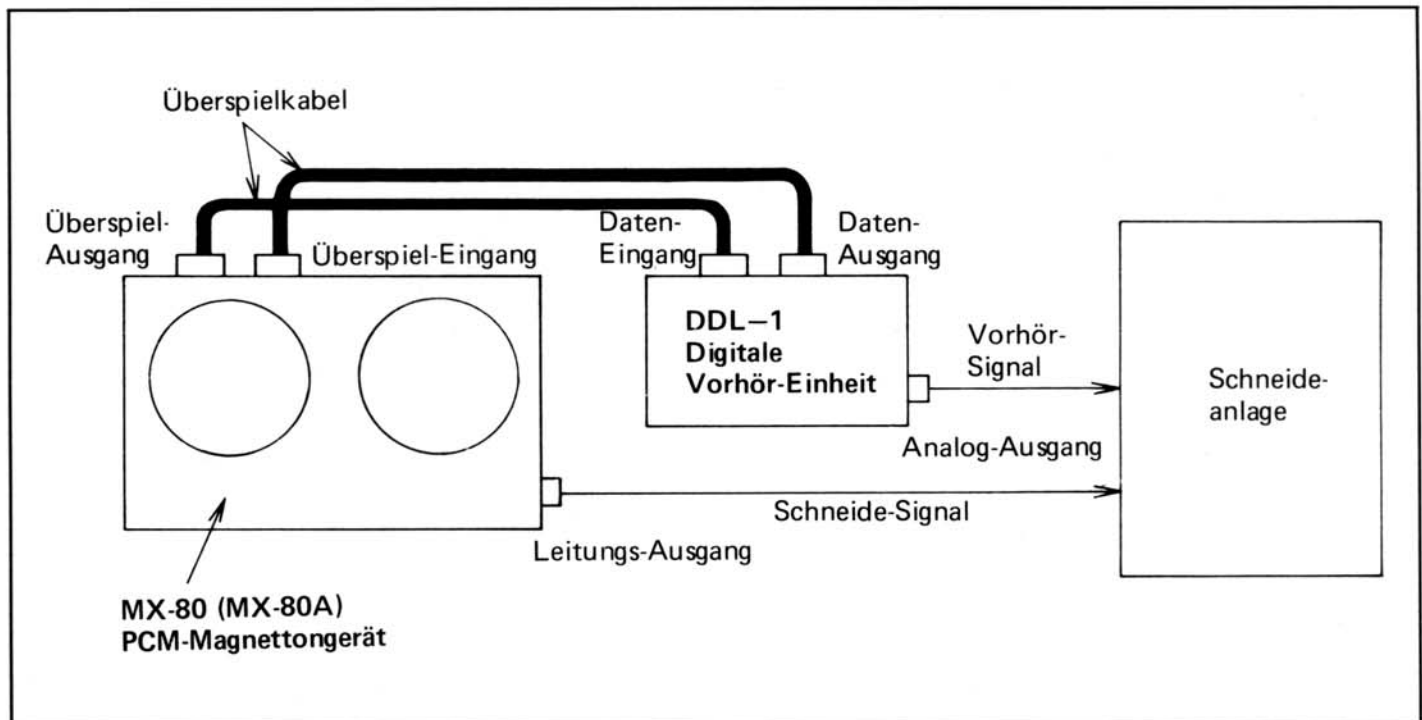 Überspielkabel
Überspiel-
Ausgang
Überspiel-Eingang
Daten-
Eingang
Daten-
Ausgang
DDL–1
Digitale
Vorhör-Einheit
Vorhör-
Signal
Schneide-
anlage
Analog-Ausgang
Schneide-Signal
Leitungs-Ausgang
MX-80 (MX-80A)
PCM-Magnettongerät